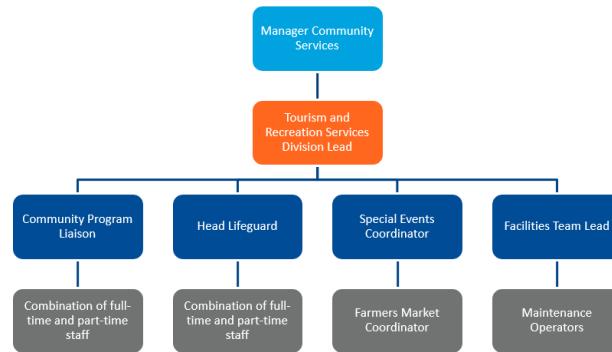 Manager Community
Services
Tourism and
Recreation Services
Division Lead
Community Program
Liaison
Head Lifeguard
Special Events
Coordinator
Facilities Team Lead
Combination of full-
time and part-time
staff
Combination of full-
time and part-time
staff
Farmers Market
Coordinator
Maintenance
Operators